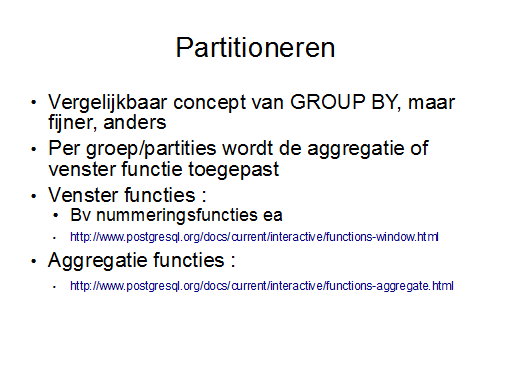 Partitioneren
• Vergelijkbaar concept van GROUP BY, maar
fijner, anders
• Per groep/partities wordt de aggregatie of
venster functie toegepast
• Venster functies :
• Bv nummeringsfuncties ea
• http://www.postgresql.org/docs/current/interactive/functions-window.html
• Aggregatie functies :
• http://www.postgresql.org/docs/current/interactive/functions-aggregate.html